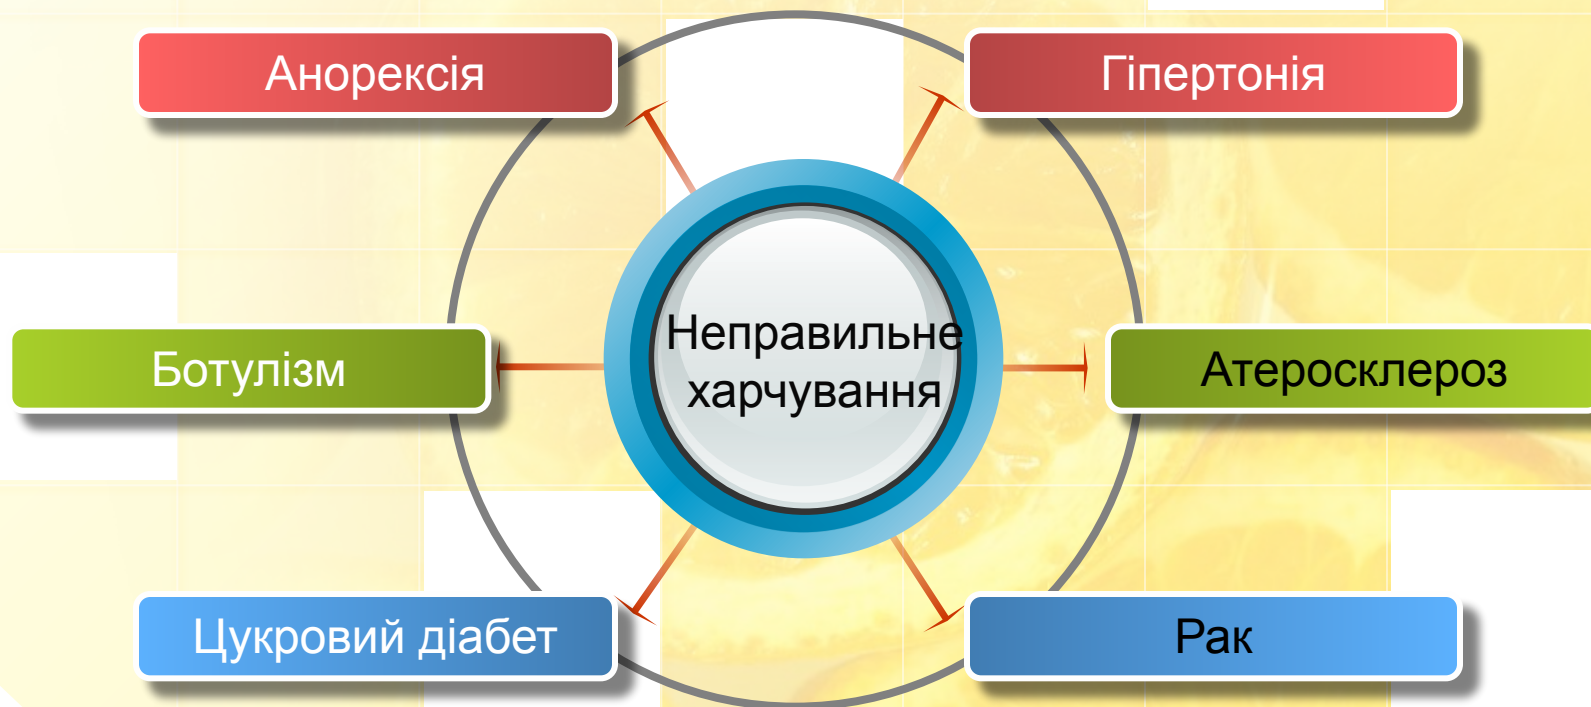 Анорексія
Гіпертонія
Неправильне
харчування
Ботулізм
Атеросклероз
Цукровий діабет
Рак